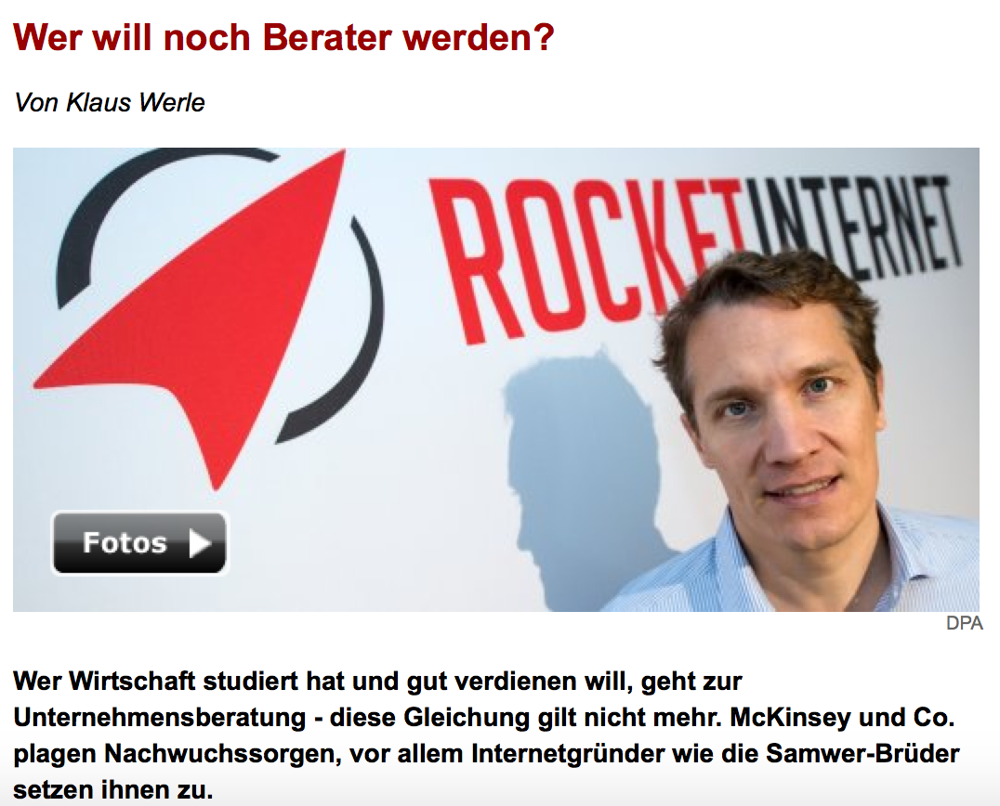 Wer will noch Berater werden?
Von Klaus Werle
ROCKETINTERNET
Fotos
DPA
Wer Wirtschaft studiert hat und gut verdienen will, geht zur
Unternehmensberatung - diese Gleichung gilt nicht mehr. McKinsey und Co.
plagen Nachwuchssorgen, vor allem Internetgründer wie die Samwer-Brüder
setzen ihnen zu.